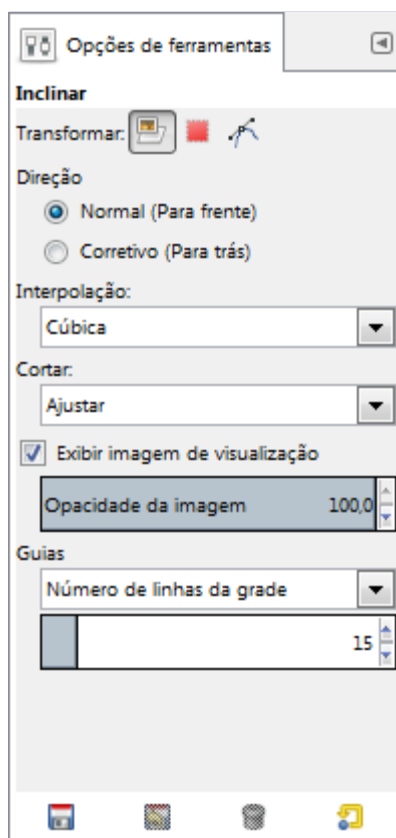 Opções de ferramentas
Inclinar
Transformar:
Direção
Normal (Para frente)
Corretivo (Para trás)
Interpolação:
Cúbica
Cortar:
Ajustar
Exibir imagem de visualização
Opacidade da imagem 100,0
Guias
Número de linhas da grade
15